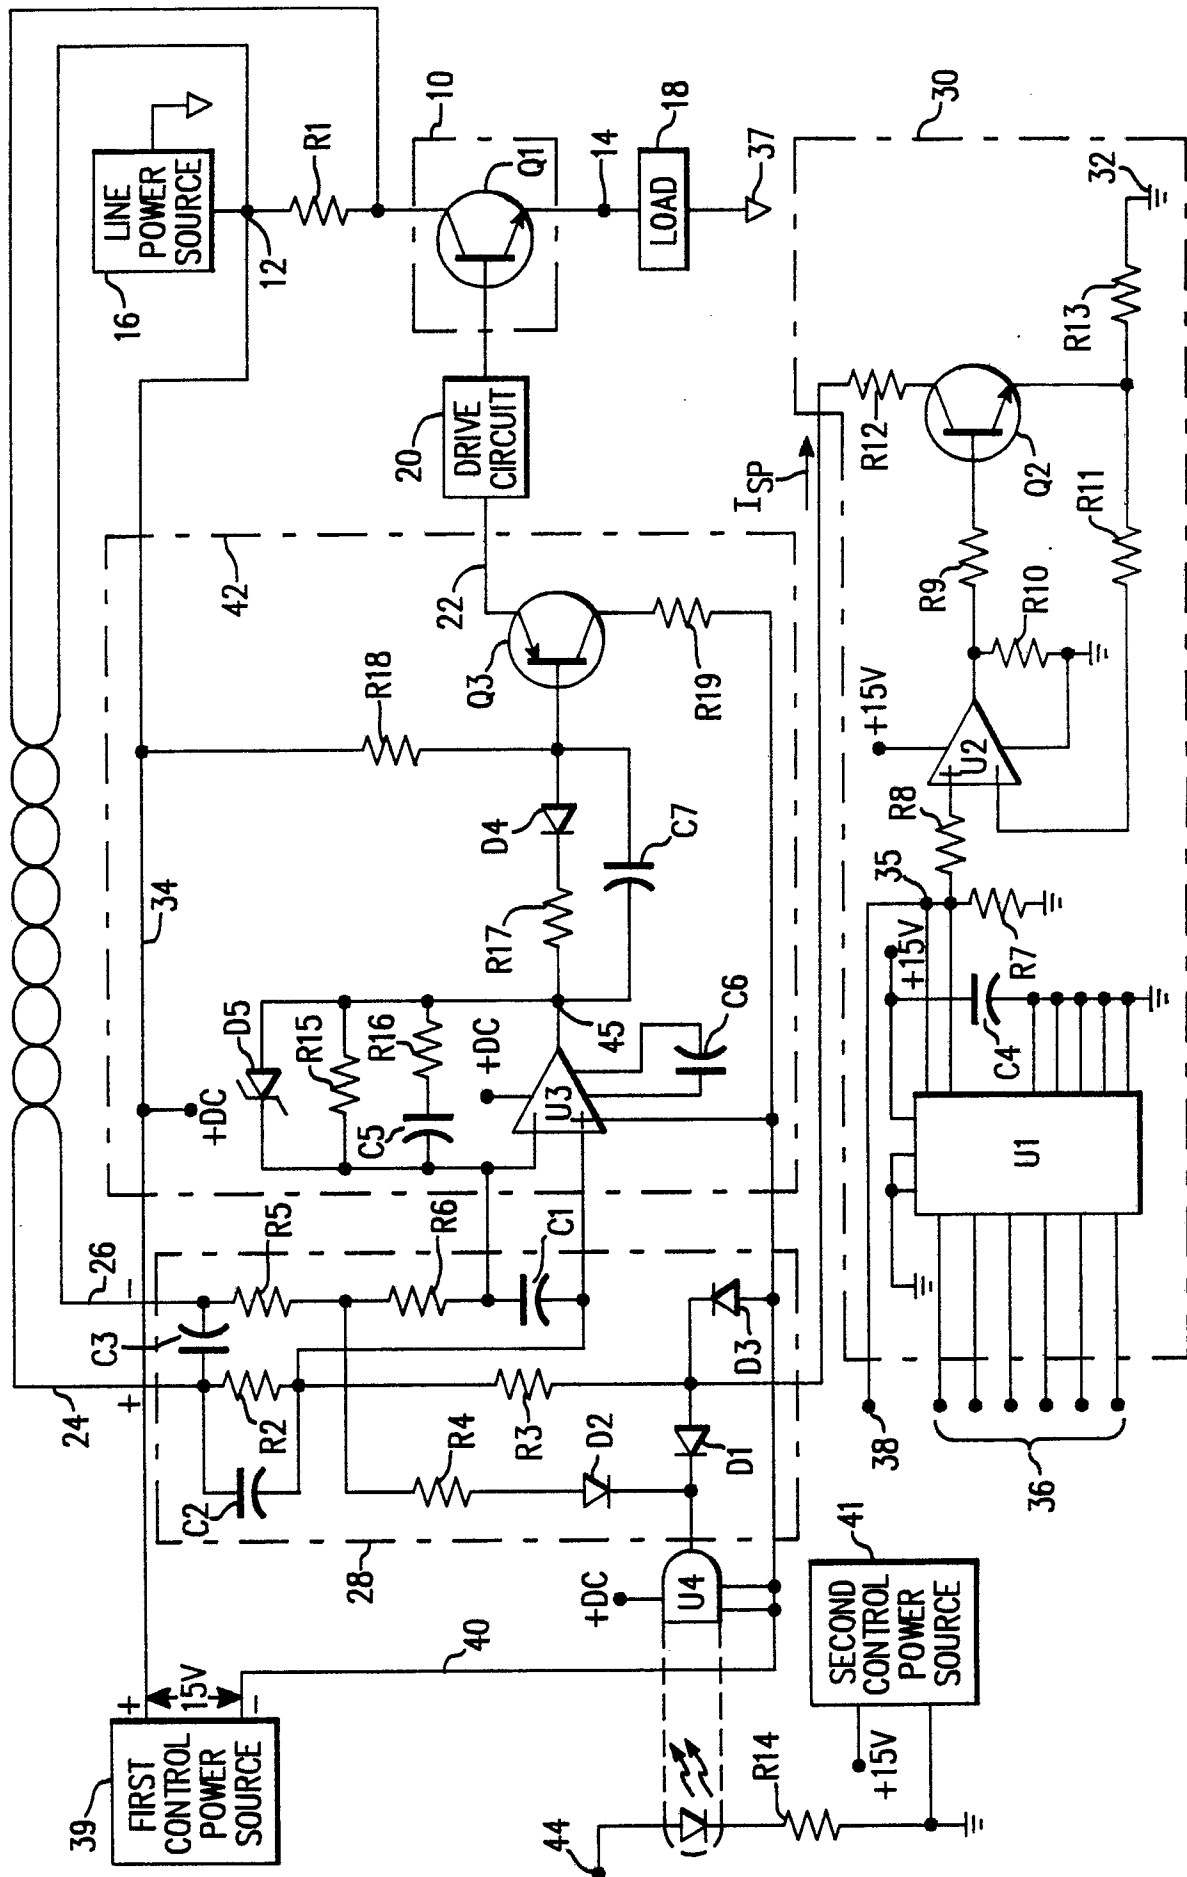 39
FIRST
CONTROL
POWER
SOURCE
+
15V
−
40
24
+
26
−
C3
C2
R2
R5
R4
R3
R6
C1
D2
D1
D3
28
+DC
U4
44
R14
41
SECOND
CONTROL
POWER
SOURCE
+15V
34
+DC
D5
R15
R16
C5
+DC
U3
+
C6
45
R17
D4
C7
R18
Q3
R19
22
42
20
DRIVE
CIRCUIT
16
LINE
POWER
SOURCE
12
R1
10
Q1
14
18
LOAD
37
30
ISP
R12
Q2
R13
32
R11
R9
R10
+15V
U2
+
R8
35
+15V
R7
C4
U1
38
36